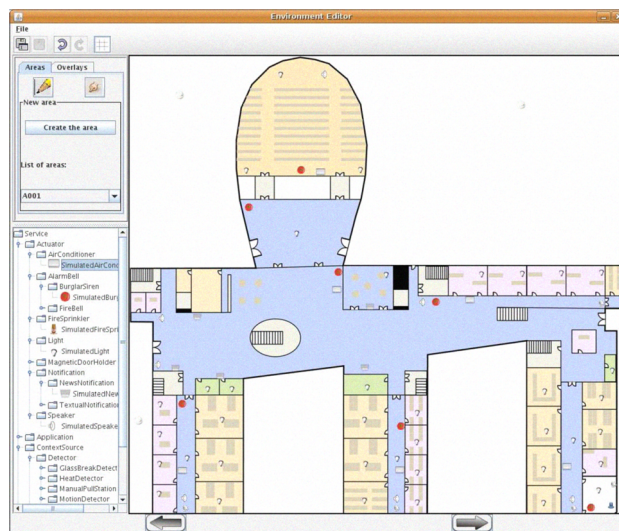 Environment Editor
File
Areas
Overlays
New area
Create the area
List of areas:
A001
Service
Actuator
AirConditioner
SimulatedAirCond
AlarmBell
BurglarSiren
SimulatedBurg
FireBell
FireSprinkler
SimulatedFireSpri
Light
SimulatedLight
MagneticDoorHolder
Notification
NewsNotification
SimulatedNew
TextualNotification
Speaker
SimulatedSpeake
Application
ContextSource
Detector
GlassBreakDetect
HeatDetector
ManualPullStation
MotionDetector